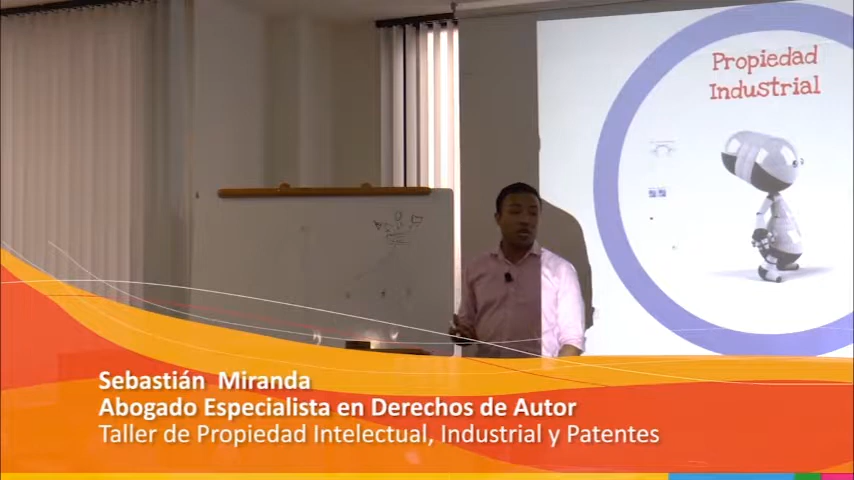 Propiedad
Industrial
Sebastián Miranda
Abogado Especialista en Derechos de Autor
Taller de Propiedad Intelectual, Industrial y Patentes